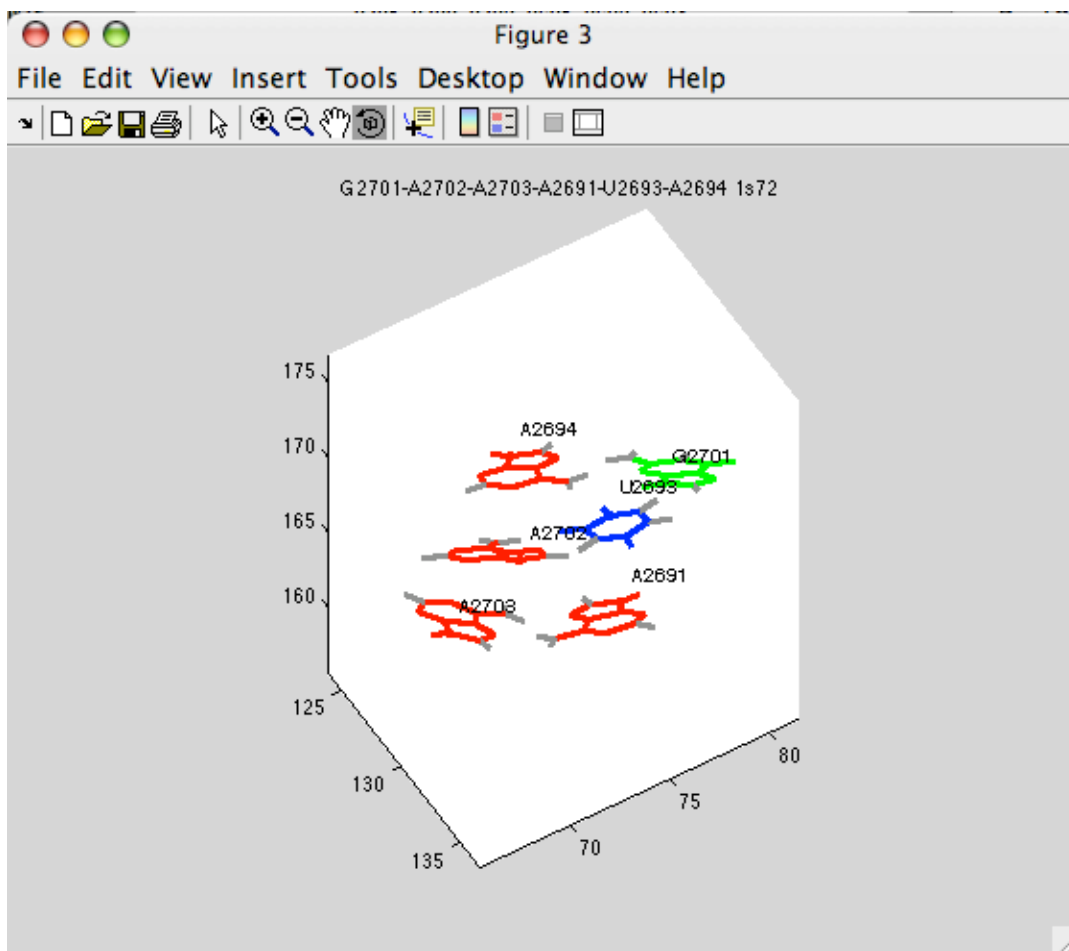 Figure 3
File Edit View Insert Tools Desktop Window Help
G2701-A2702-A2703-A2691-U2693-A2694 1s72
175
170
165
160
A2694
G2701
U2693
A2702
A2691
A2703
125
130
135
70
75
80